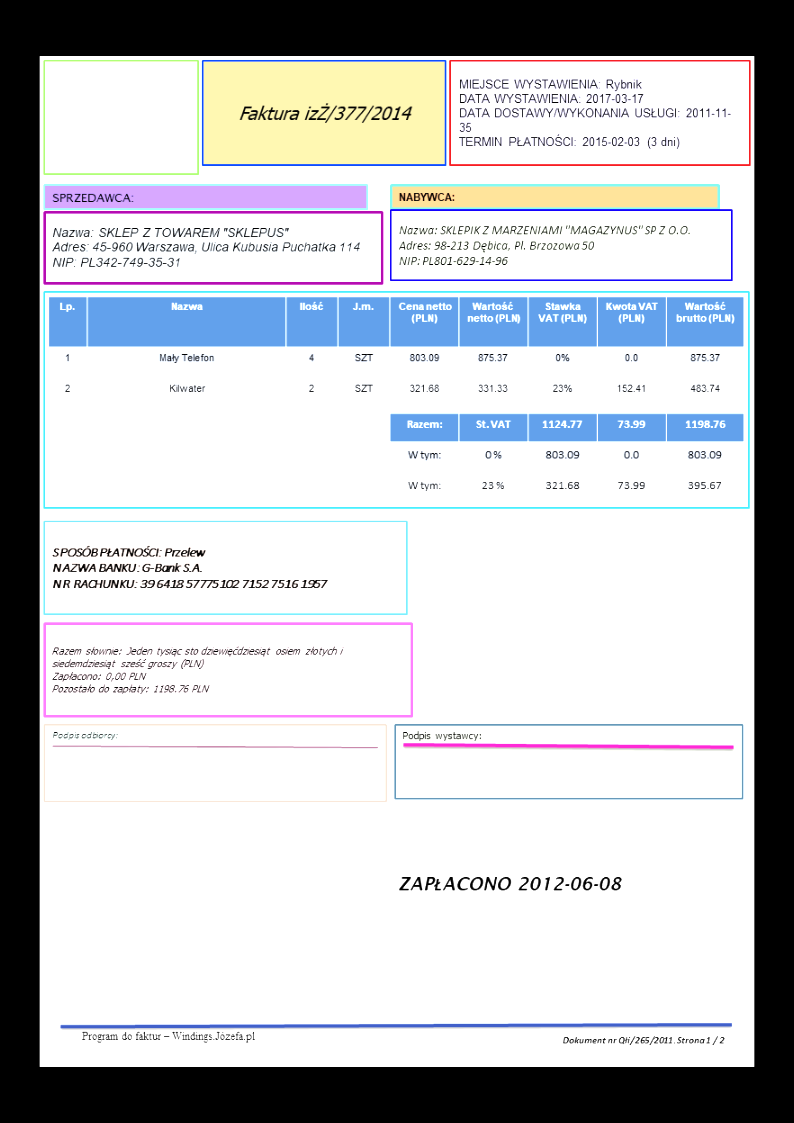 Faktura izŻ/377/2014
MIEJSCE WYSTAWIENIA: Rybnik
DATA WYSTAWIENIA: 2017-03-17
DATA DOSTAWY/WYKONANIA USŁUGI: 2011-11-
35
TERMIN PŁATNOŚCI: 2015-02-03 (3 dni)
SPRZEDAWCA:
Nazwa: SKLEP Z TOWAREM "SKLEPUS"
Adres: 45-960 Warszawa, Ulica Kubusia Puchatka 114
NIP: PL342-749-35-31
NABYWCA:
Nazwa: SKLEPIK Z MARZENIAMI "MAGAZYNUS" SP Z O.O.
Adres: 98-213 Dębica, Pl. Brzozowa 50
NIP: PL801-629-14-96
Lp. Nazwa Ilość J.m. Cena netto (PLN) Wartość netto (PLN) Stawka VAT (PLN) Kwota VAT (PLN) Wartość brutto (PLN)
1 Mały Telefon 4 SZT 803.09 875.37 0% 0.0 875.37
2 Kilwater 2 SZT 321.68 331.33 23% 152.41 483.74
Razem: St. VAT 1124.77 73.99 1198.76
W tym: 0% 803.09 0.0 803.09
W tym: 23% 321.68 73.99 395.67
SPOSÓB PŁATNOŚCI: Przelew
NAZWA BANKU: G-Bank S.A.
NR RACHUNKU: 39 6418 5777 5102 7152 7516 1957
Razem słownie: Jeden tysiąc sto dziewięćdziesiąt osiem złotych i
siedemdziesiąt sześć groszy (PLN)
Zapłacono: 0,00 PLN
Pozostało do zapłaty: 1198.76 PLN
Podpis odbiorcy:
Podpis wystawcy:
ZAPŁACONO 2012-06-08
Program do faktur – Windings.Józefa.pl
Dokument nr Qłi/265/2011. Strona 1 / 2